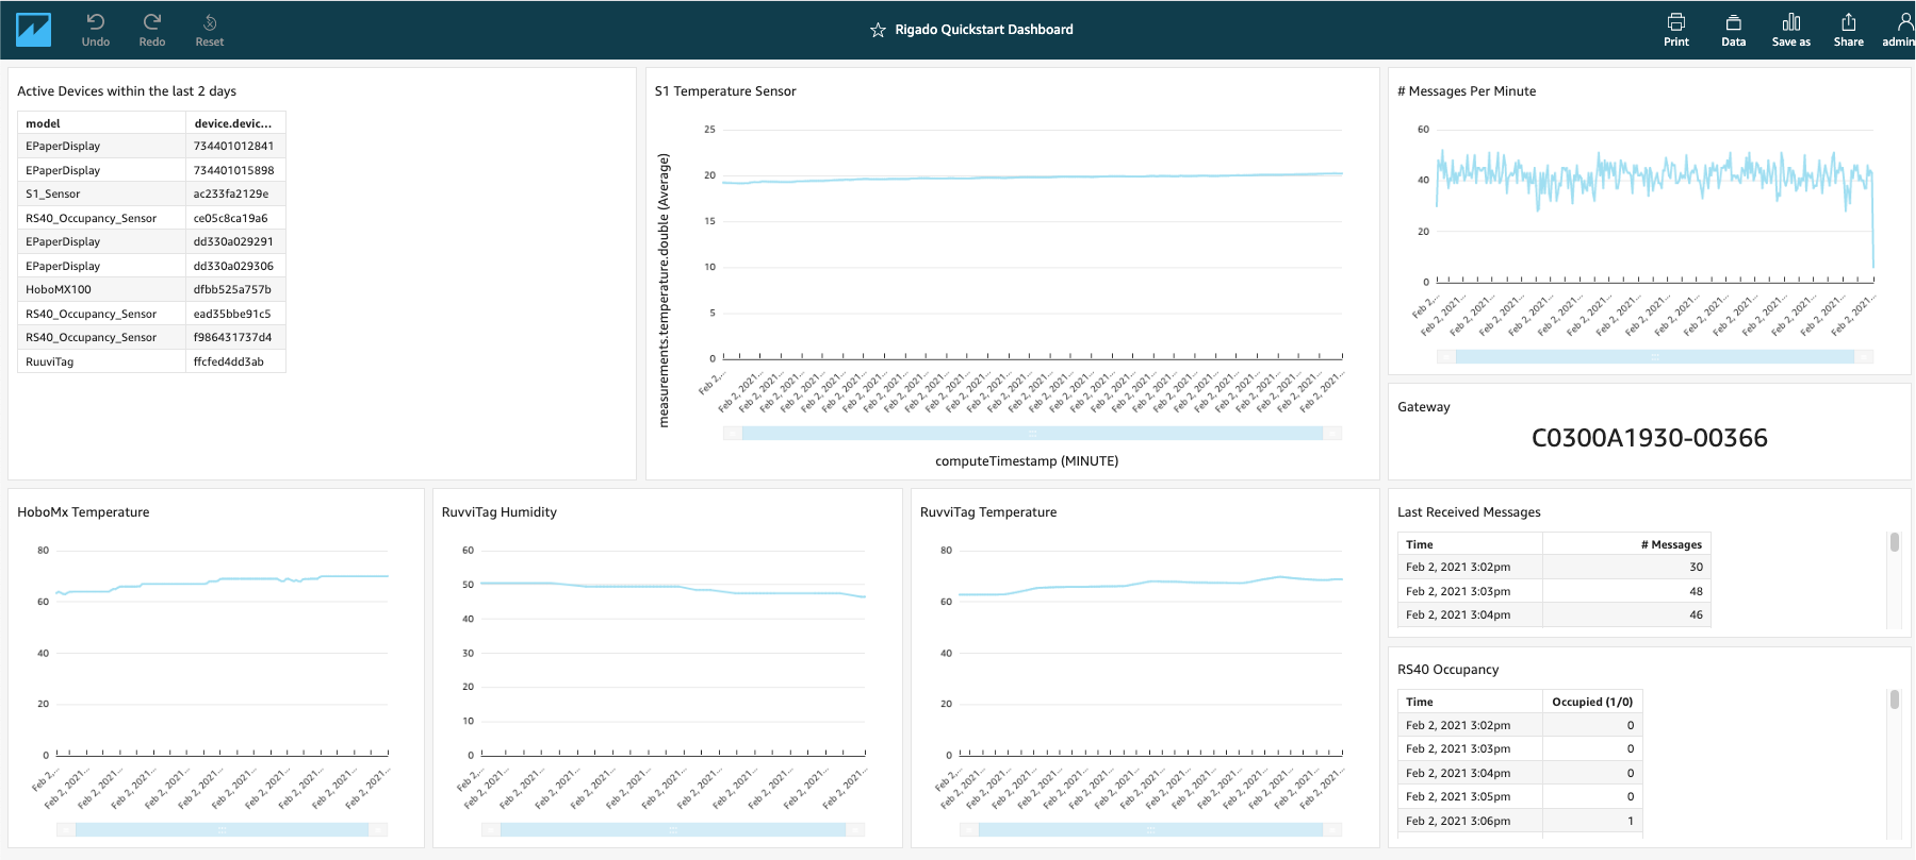 Undo Redo Reset
Rigado Quickstart Dashboard
Print Data Save as Share admin
Active Devices within the last 2 days
model device.devic...
EPaperDisplay 734401012841
EPaperDisplay 734401015898
S1_Sensor ac233fa2129e
RS40_Occupancy_Sensor ce05c8ca19a6
EPaperDisplay dd330a029291
EPaperDisplay dd330a029306
HoboMX100 dfbb525a757b
RS40_Occupancy_Sensor ead35bbe91c5
RS40_Occupancy_Sensor f986431737d4
RuuviTag ffcfed4dd3ab
S1 Temperature Sensor
measurements.temperature.double (Average)
25
20
15
10
5
0
Feb 2,... Feb 2, 2021... Feb 2, 2021... Feb 2, 2021... Feb 2, 2021... Feb 2, 2021... Feb 2, 2021... Feb 2, 2021... Feb 2, 2021... Feb 2, 2021... Feb 2, 2021... Feb 2, 2021... Feb 2, 2021... Feb 2, 2021... Feb 2, 2021... Feb 2, 2021... Feb 2, 2021... Feb 2, 2021... Feb 2, 2021... Feb 2, 2021... Feb 2, 2021... Feb 2, 2021... Feb 2, 2021... Feb 2, 2021... Feb 2, 2021... Feb 2, 2021... Feb 2, 2021... Feb 2, 2021... Feb 2, 2021... Feb 2, 2021...
computeTimestamp (MINUTE)
# Messages Per Minute
60
40
20
0
Feb 2,... Feb 2, 2021... Feb 2, 2021... Feb 2, 2021... Feb 2, 2021... Feb 2, 2021... Feb 2, 2021... Feb 2, 2021... Feb 2, 2021... Feb 2, 2021... Feb 2, 2021... Feb 2, 2021... Feb 2, 2021... Feb 2, 2021... Feb 2, 2021... Feb 2, 2021...
Gateway
C0300A1930-00366
HoboMx Temperature
80
60
40
20
0
Feb 2,... Feb 2, 2021... Feb 2, 2021... Feb 2, 2021... Feb 2, 2021... Feb 2, 2021... Feb 2, 2021... Feb 2, 2021... Feb 2, 2021... Feb 2, 2021... Feb 2, 2021...
RuvviTag Humidity
60
50
40
30
20
10
0
Feb 2,... Feb 2, 2021... Feb 2, 2021... Feb 2, 2021... Feb 2, 2021... Feb 2, 2021... Feb 2, 2021... Feb 2, 2021... Feb 2, 2021... Feb 2, 2021... Feb 2, 2021... Feb 2, 2021...
RuvviTag Temperature
80
60
40
20
0
Feb 2,... Feb 2, 2021... Feb 2, 2021... Feb 2, 2021... Feb 2, 2021... Feb 2, 2021... Feb 2, 2021... Feb 2, 2021... Feb 2, 2021... Feb 2, 2021... Feb 2, 2021... Feb 2, 2021... Feb 2, 2021... Feb 2, 2021... Feb 2, 2021... Feb 2, 2021...
Last Received Messages
Time # Messages
Feb 2, 2021 3:02pm 30
Feb 2, 2021 3:03pm 48
Feb 2, 2021 3:04pm 46
RS40 Occupancy
Time Occupied (1/0)
Feb 2, 2021 3:02pm 0
Feb 2, 2021 3:03pm 0
Feb 2, 2021 3:04pm 0
Feb 2, 2021 3:05pm 0
Feb 2, 2021 3:06pm 1